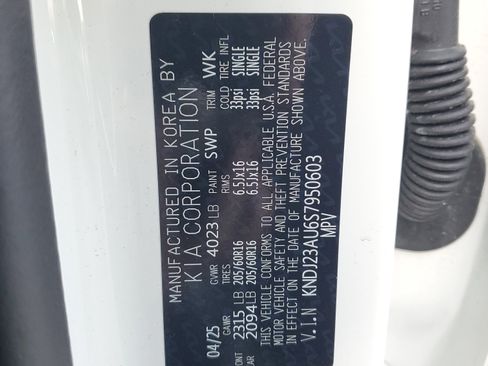 MANUFACTURED IN KOREA BY
KIA CORPORATION
04/25 GVWR 4023 LB PAINT SWP TRIM WK
GAWR TIRES RIMS COLD TIRE INFL
ONT 2315 LB 205/60R16 6.5Jx16 33psi SINGLE
AR 2094 LB 205/60R16 6.5Jx16 33psi SINGLE
THIS VEHICLE CONFORMS TO ALL APPLICABLE U.S.A. FEDERAL
MOTOR VEHICLE SAFETY AND THEFT PREVENTION STANDARDS
IN EFFECT ON THE DATE OF MANUFACTURE SHOWN ABOVE.
V.I.N KNDJ23AU6S7950603
MPV